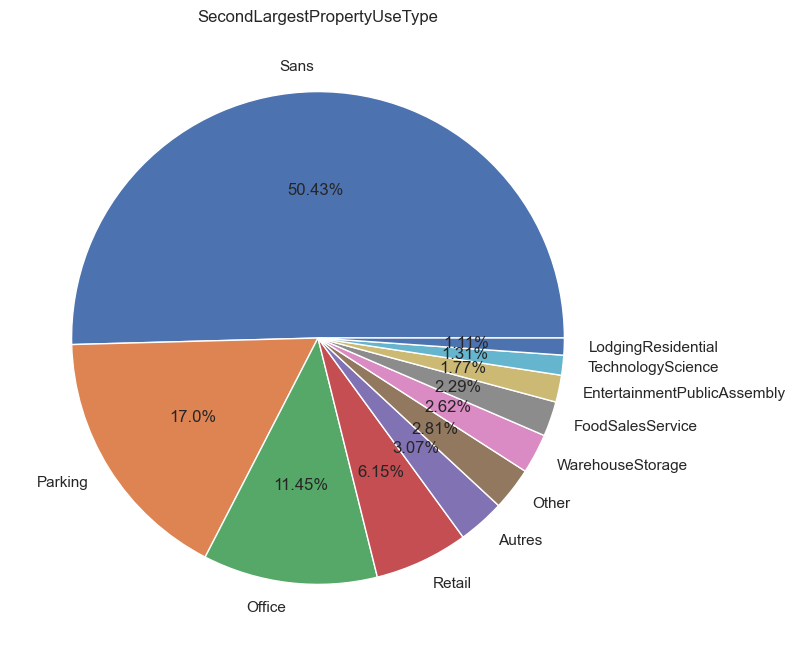 SecondLargestPropertyUseType
Sans
50.43%
1.11%
LodgingResidential
1.31%
TechnologyScience
1.77%
EntertainmentPublicAssembly
2.29%
FoodSalesService
2.62%
WarehouseStorage
2.81%
Other
3.07%
Autres
6.15%
Retail
11.45%
Office
17.0%
Parking